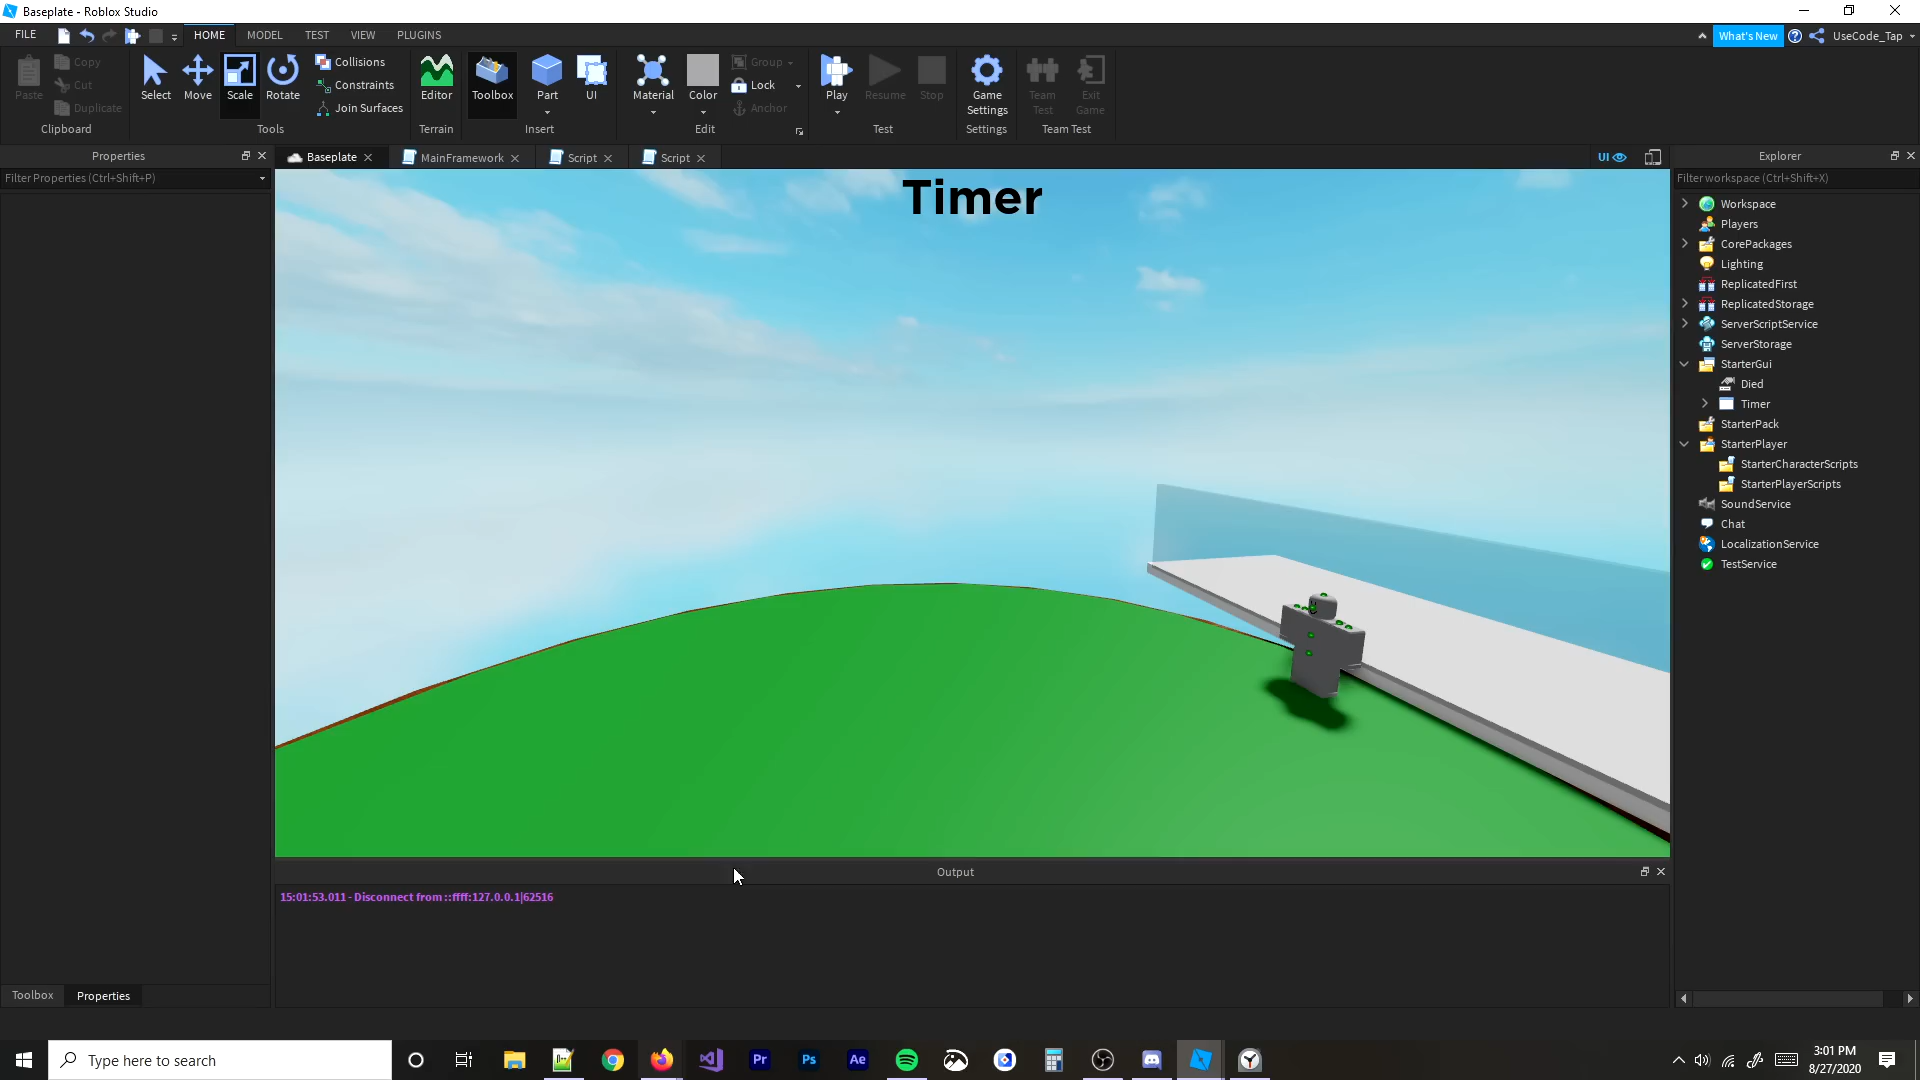 Baseplate - Roblox Studio
FILE
HOME
MODEL
TEST
VIEW
PLUGINS
What's New
UseCode_Tap
Paste
Copy
Cut
Duplicate
Clipboard
Select
Move
Scale
Rotate
Collisions
Constraints
Join Surfaces
Tools
Editor
Terrain
Toolbox
Part
UI
Insert
Material
Color
Group
Lock
Anchor
Edit
Play
Resume
Stop
Test
Game
Settings
Settings
Team
Test
Exit
Game
Team Test
Properties
Filter Properties (Ctrl+Shift+P)
Baseplate
MainFramework
Script
Script
UI
Timer
Explorer
Filter workspace (Ctrl+Shift+X)
Workspace
Players
CorePackages
Lighting
ReplicatedFirst
ReplicatedStorage
ServerScriptService
ServerStorage
StarterGui
Died
Timer
StarterPack
StarterPlayer
StarterCharacterScripts
StarterPlayerScripts
SoundService
Chat
LocalizationService
TestService
Output
15:01:53.011 - Disconnect from ::ffff:127.0.0.1|62516
Toolbox
Properties
Type here to search
Pr
Ps
Ae
3:01 PM
8/27/2020